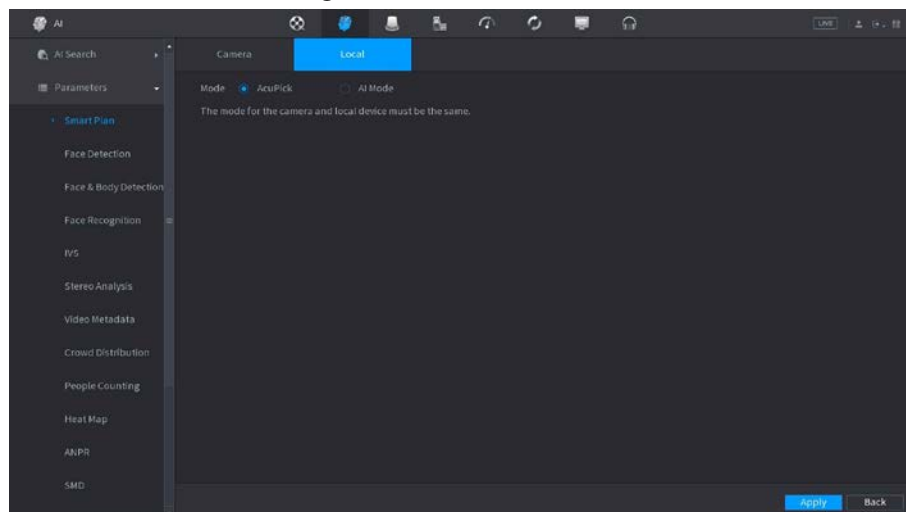 AI
LIVE
AI Search
Camera
Local
Parameters
Mode
AcuPick
AI Mode
The mode for the camera and local device must be the same.
Smart Plan
Face Detection
Face & Body Detection
Face Recognition
IVS
Stereo Analysis
Video Metadata
Crowd Distribution
People Counting
Heat Map
ANPR
SMD
Apply
Back